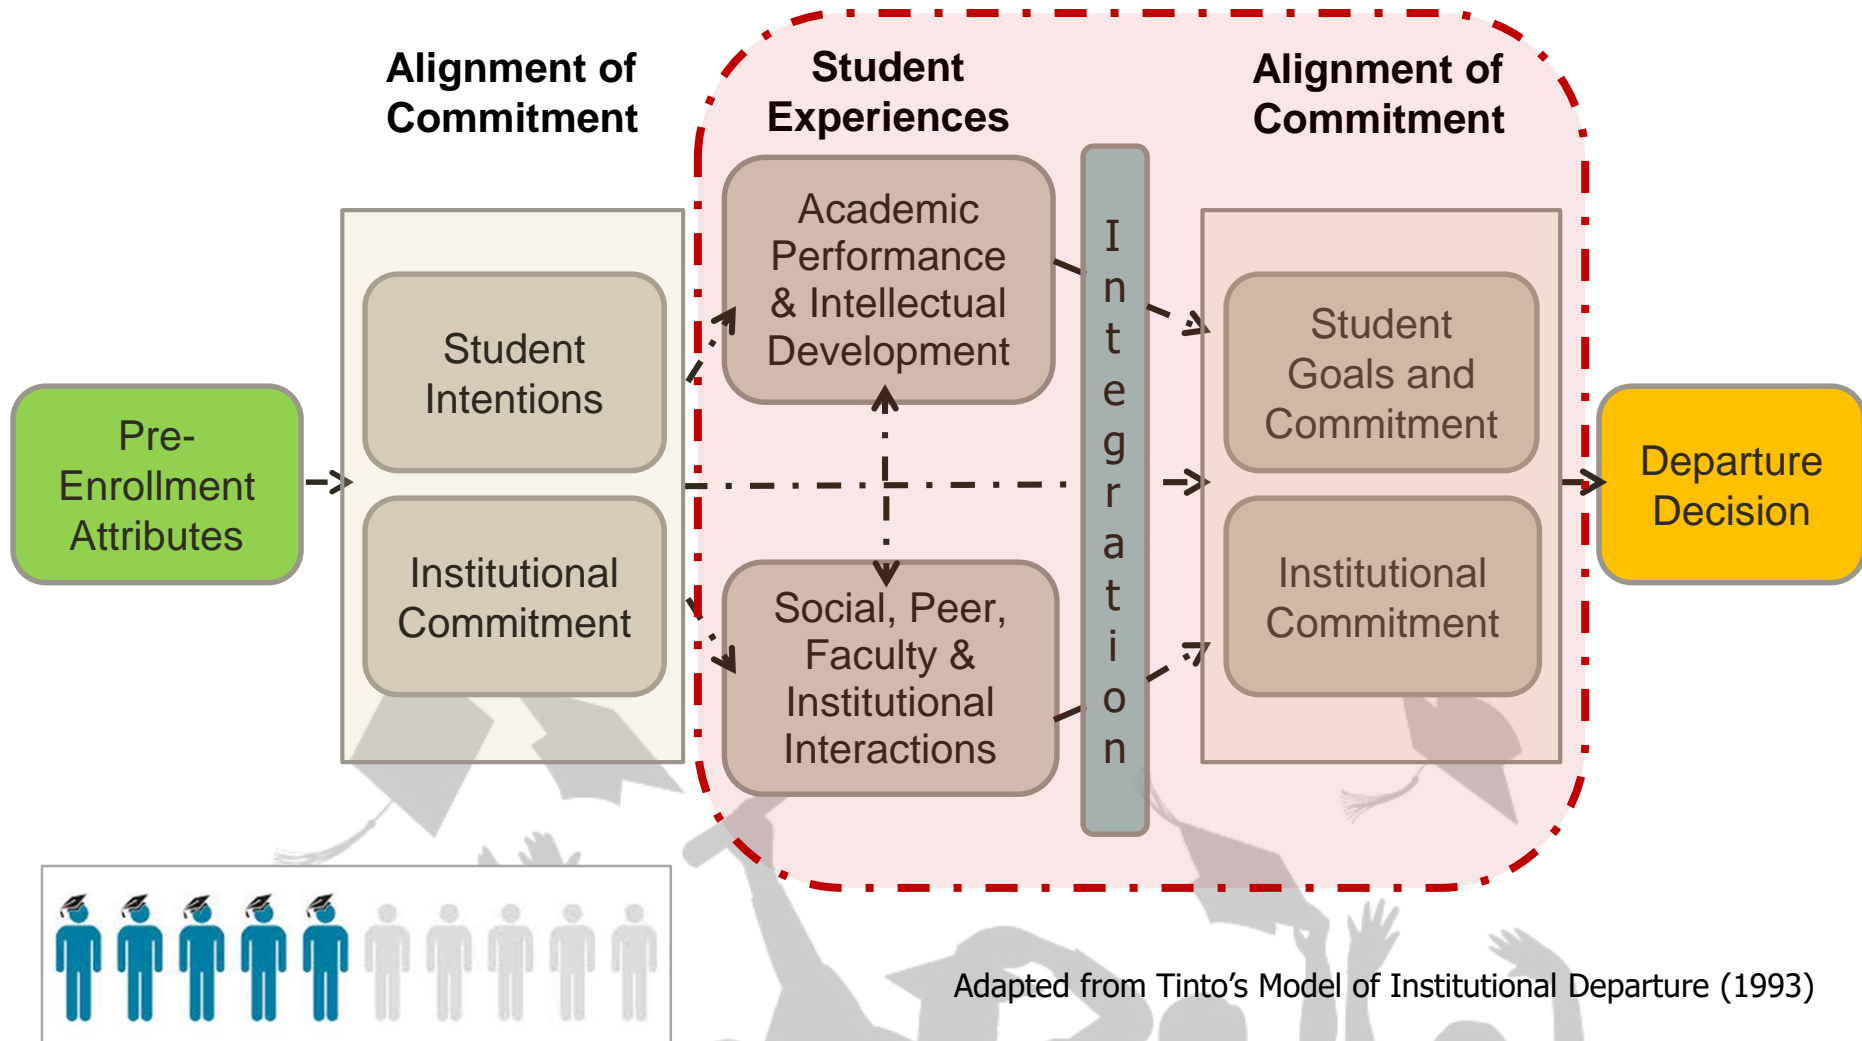 Alignment of
Commitment
Student
Experiences
Alignment of
Commitment
Pre-
Enrollment
Attributes
Student
Intentions
Institutional
Commitment
Academic
Performance
& Intellectual
Development
Social, Peer,
Faculty &
Institutional
Interactions
Integration
Student
Goals and
Commitment
Institutional
Commitment
Departure
Decision
Adapted from Tinto’s Model of Institutional Departure (1993)